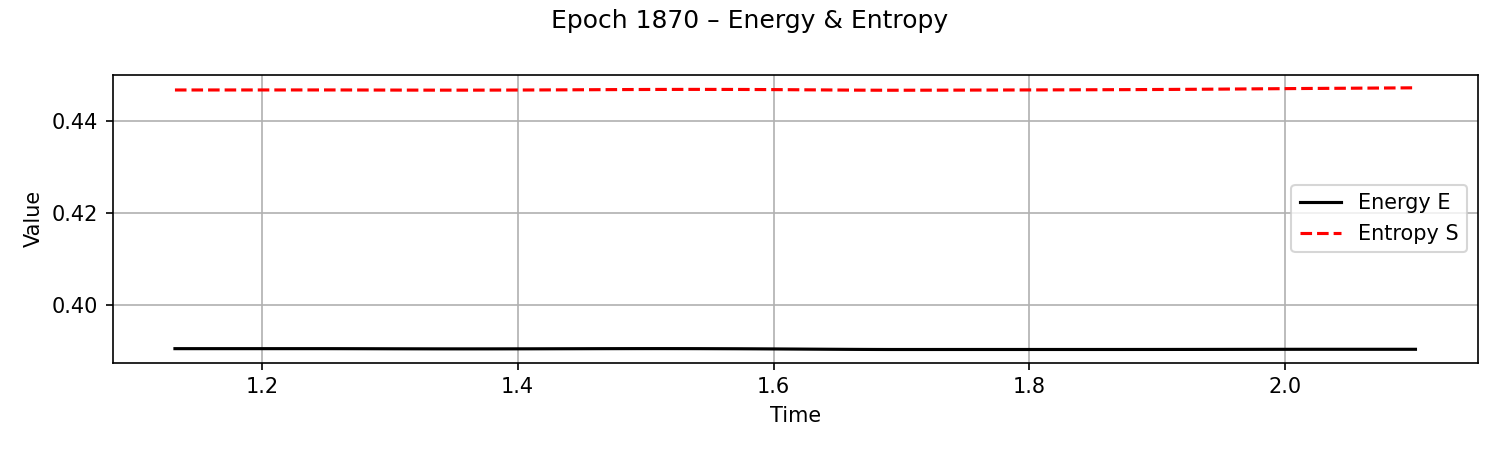 Epoch 1870 – Energy & Entropy
Value
0.44
0.42
0.40
Energy E
Entropy S
1.2 1.4 1.6 1.8 2.0
Time